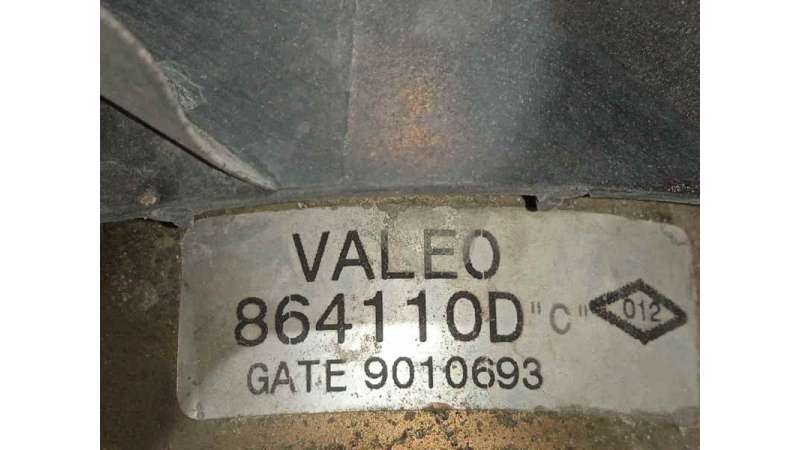 VALEO
864110D "C" 012
GATE 9010693